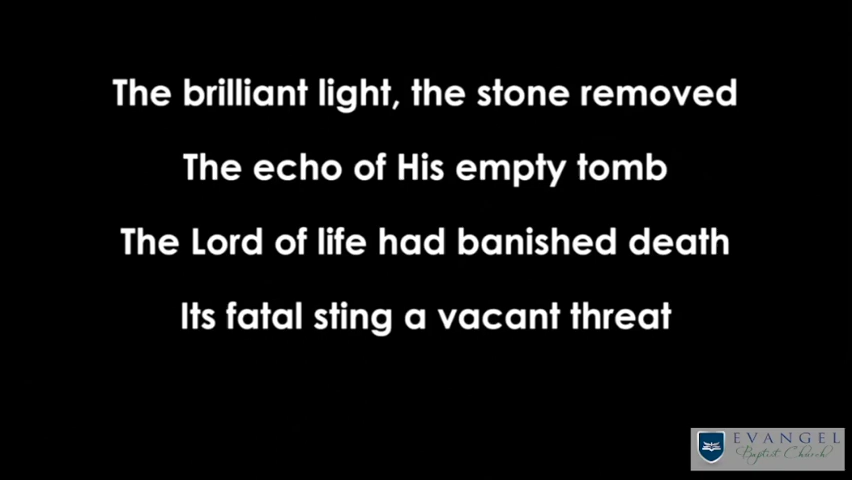 The brilliant light, the stone removed
The echo of His empty tomb
The Lord of life had banished death
Its fatal sting a vacant threat
EVANGEL
Baptist Church